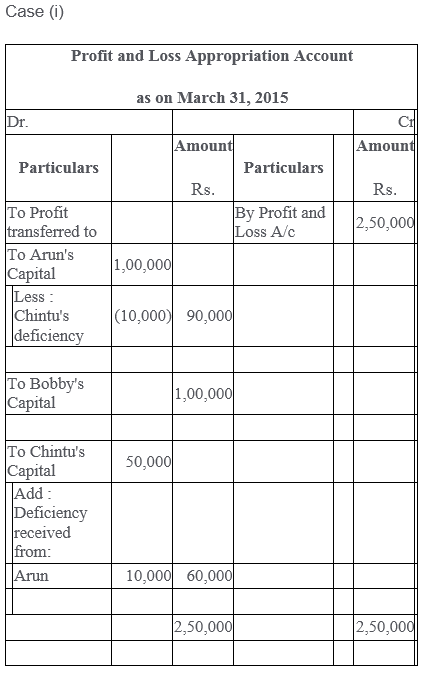 Case (i)
Profit and Loss Appropriation Account
as on March 31, 2015
Dr. Cr
Particulars Amount Rs. Particulars Amount Rs.
To Profit transferred to By Profit and Loss A/c 2,50,000
To Arun's Capital 1,00,000
Less : Chintu's deficiency (10,000) 90,000
To Bobby's Capital 1,00,000
To Chintu's Capital 50,000
Add : Deficiency received from:
Arun 10,000 60,000
2,50,000 2,50,000